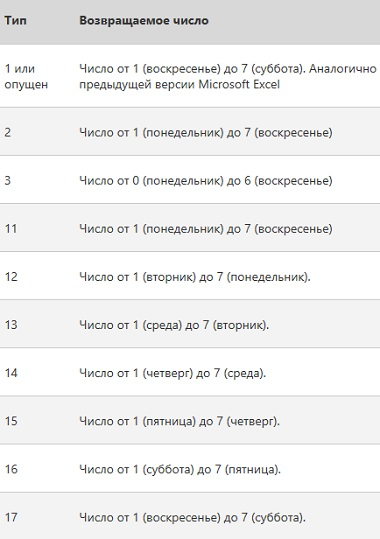 Тип Возвращаемое число
1 или Число от 1 (воскресенье) до 7 (суббота). Аналогично
опущен предыдущей версии Microsoft Excel
2 Число от 1 (понедельник) до 7 (воскресенье)
3 Число от 0 (понедельник) до 6 (воскресенье)
11 Число от 1 (понедельник) до 7 (воскресенье)
12 Число от 1 (вторник) до 7 (понедельник).
13 Число от 1 (среда) до 7 (вторник).
14 Число от 1 (четверг) до 7 (среда).
15 Число от 1 (пятница) до 7 (четверг).
16 Число от 1 (суббота) до 7 (пятница).
17 Число от 1 (воскресенье) до 7 (суббота).